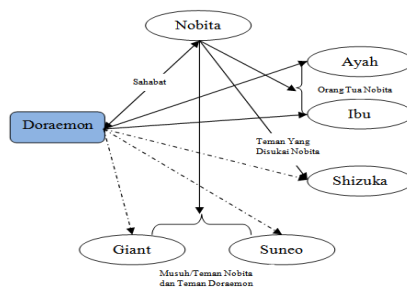 Nobita
Ayah
Sahabat
Orang Tua Nobita
Doraemon
Ibu
Teman Yang
Disukai Nobita
Shizuka
Giant
Suneo
Musuh/Teman Nobita
dan Teman Doraemon